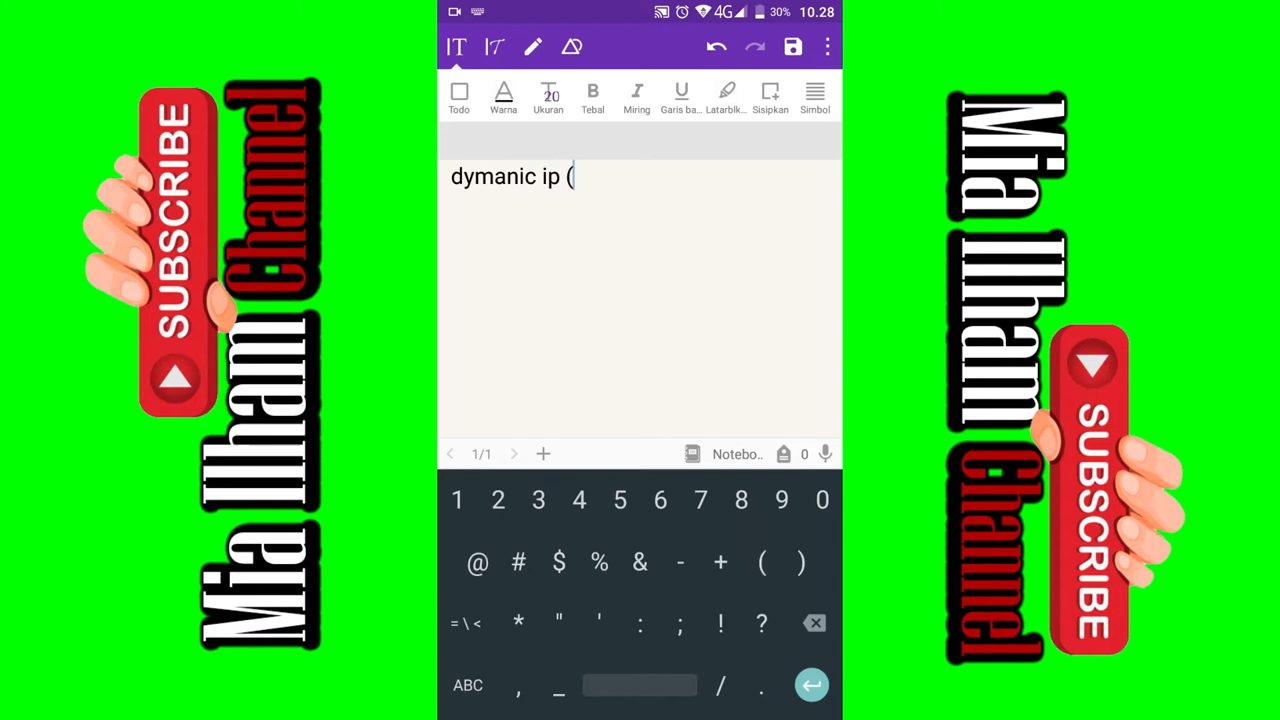 SUBSCRIBE
Mia Ilham Channel
4G 30% 10.28
T T
Todo Warna 20 Ukuran B Tebal I Miring U Garis ba... Latarblk... Sisipkan Simbol
dymanic ip (
1/1 + Notebo.. 0
1 2 3 4 5 6 7 8 9 0
@ # $ % & - + ( )
= \ < * " ' : ; ! ?
ABC , _ / .
Mia Ilham Channel
SUBSCRIBE